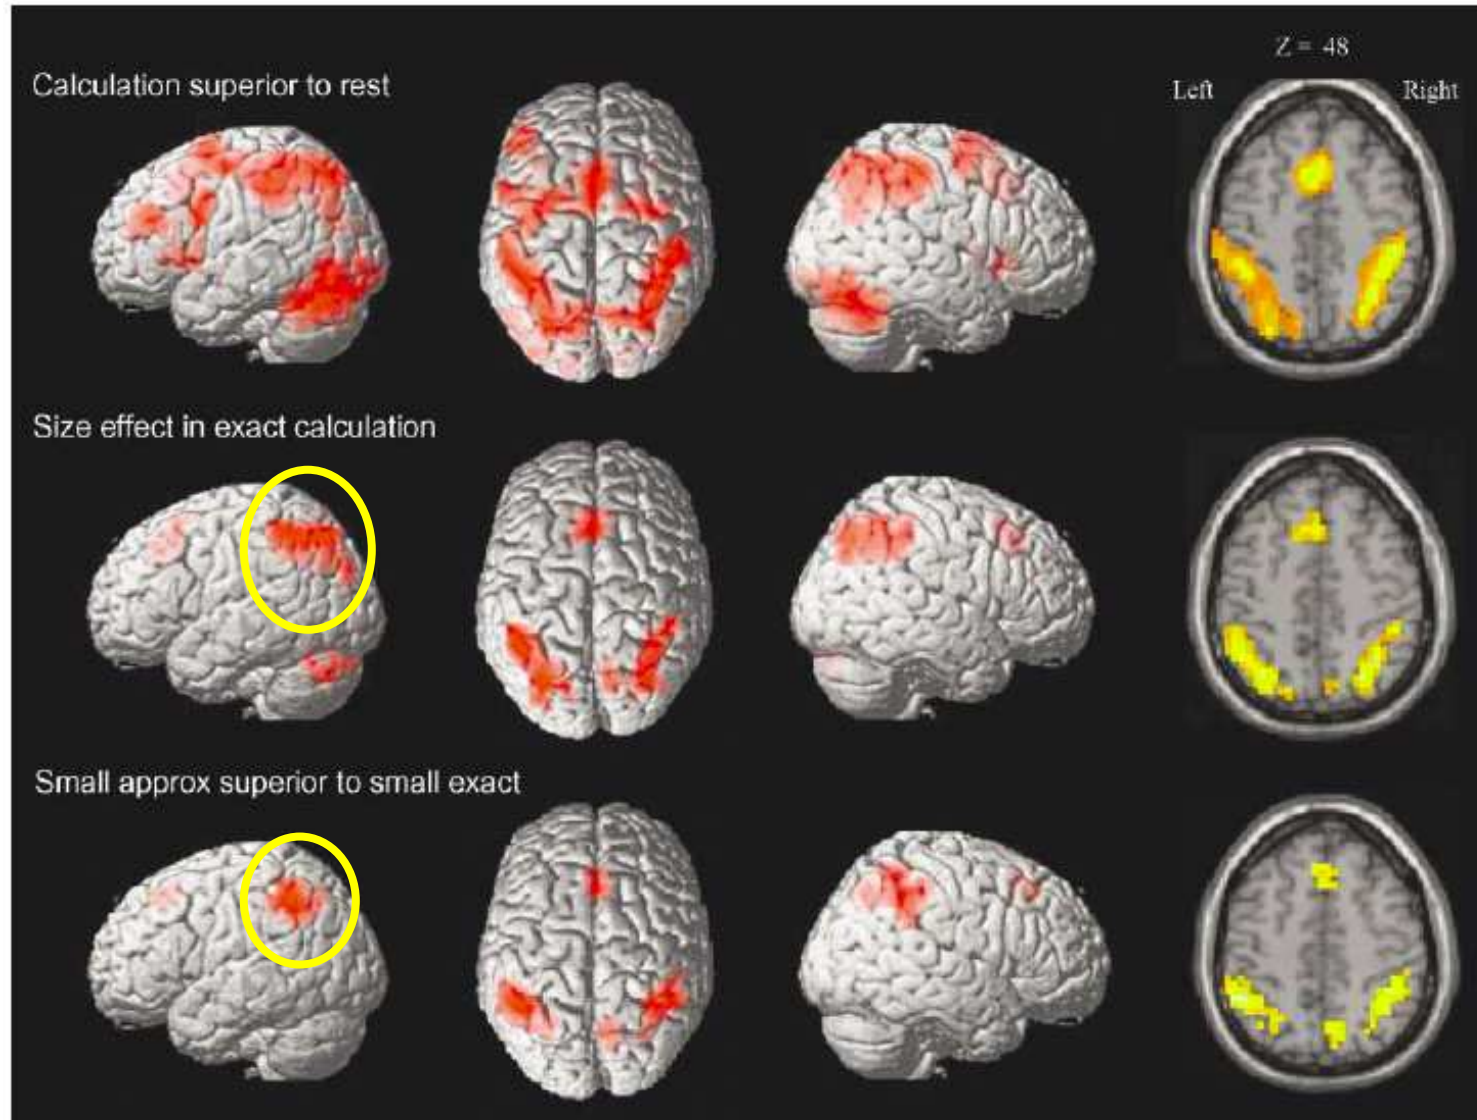 Z = 48
Calculation superior to rest
Left
Right
Size effect in exact calculation
Small approx superior to small exact